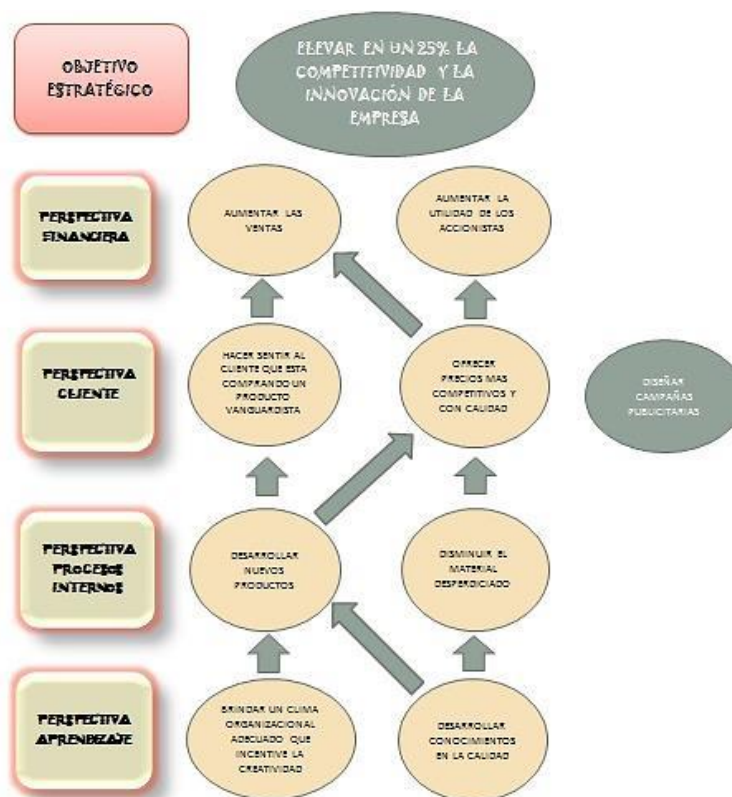 OBJETIVO
ESTRATÉGICO
ELEVAR EN UN 25% LA
COMPETITIVIDAD Y LA
INNOVACIÓN DE LA
EMPRESA
PERSPECTIVA
FINANCIERA
AUMENTAR LAS
VENTAS
AUMENTAR LA
UTILIDAD DE LOS
ACCIONISTAS
PERSPECTIVA
CLIENTE
HACER SENTIR AL
CLIENTE QUE ESTA
COMPRANDO UN
PRODUCTO
VANGUARDISTA
OFRECER
PRECIOS MAS
COMPETITIVOS Y
CON CALIDAD
DISEÑAR
CAMPAÑAS
PUBLICITARIAS
PERSPECTIVA
PROCESOS
INTERNOS
DESARROLLAR
NUEVOS
PRODUCTOS
DISMINUIR EL
MATERIAL
DESPERDICIADO
PERSPECTIVA
APRENDIZAJE
BRINDAR UN CLIMA
ORGANIZACIONAL
ADECUADO QUE
INCENTIVE LA
CREATIVIDAD
DESARROLLAR
CONOCIMIENTOS
EN LA CALIDAD